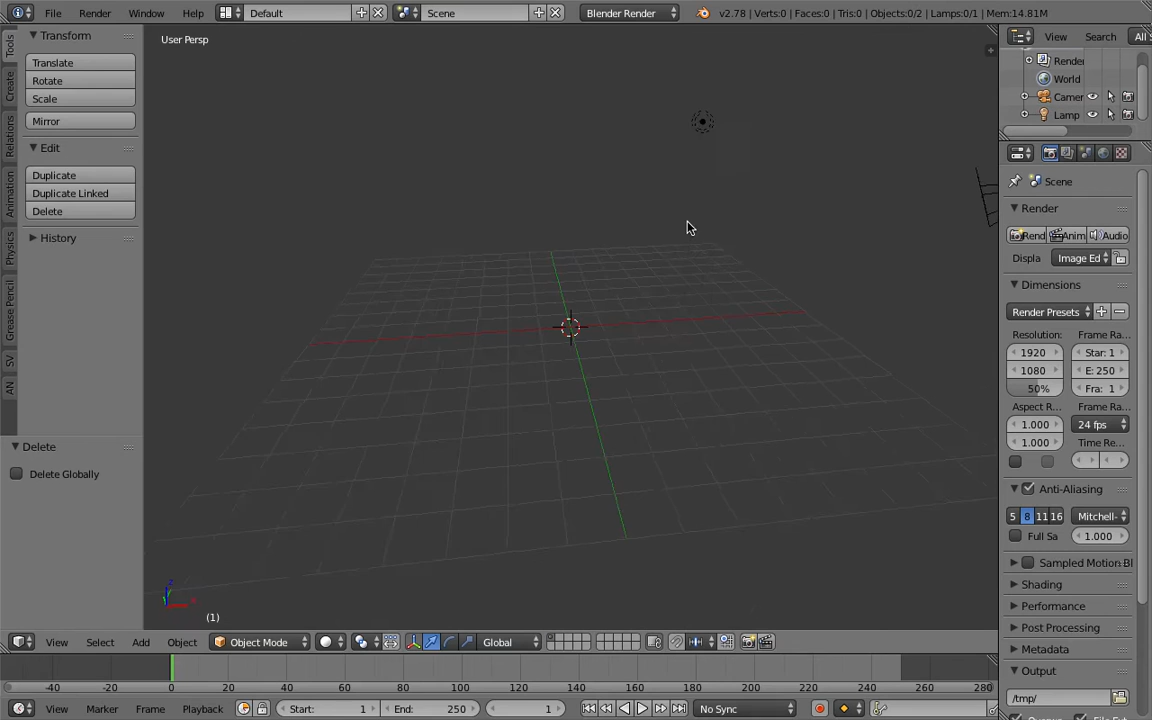 File Render Window Help Default Scene Blender Render v2.78 | Verts:0 | Faces:0 | Tris:0 | Objects:0/2 | Lamps:0/1 | Mem:14.81M
Tools
Create
Relations
Animation
Physics
Grease Pencil
SV
AN
Transform
Translate
Rotate
Scale
Mirror
Edit
Duplicate
Duplicate Linked
Delete
History
Delete
Delete Globally
User Persp
z
x
(1)
View Select Add Object Object Mode Global
View Search All S
Render
World
Camer
Lamp
Scene
Render
Rend Anim Audio
Displa Image Ed
Dimensions
Render Presets
Resolution: Frame Ra...
1920 Star: 1
1080 E: 250
50% Fra: 1
Aspect R... Frame Ra...
1.000 24 fps
1.000 Time Re...
Anti-Aliasing
5 8 11 16 Mitchell-
Full Sa 1.000
Sampled Motion Bl
Shading
Performance
Post Processing
Metadata
Output
/tmp/
-40 -20 0 20 40 60 80 100 120 140 160 180 200 220 240 260 280
View Marker Frame Playback Start: 1 End: 250 1 No Sync